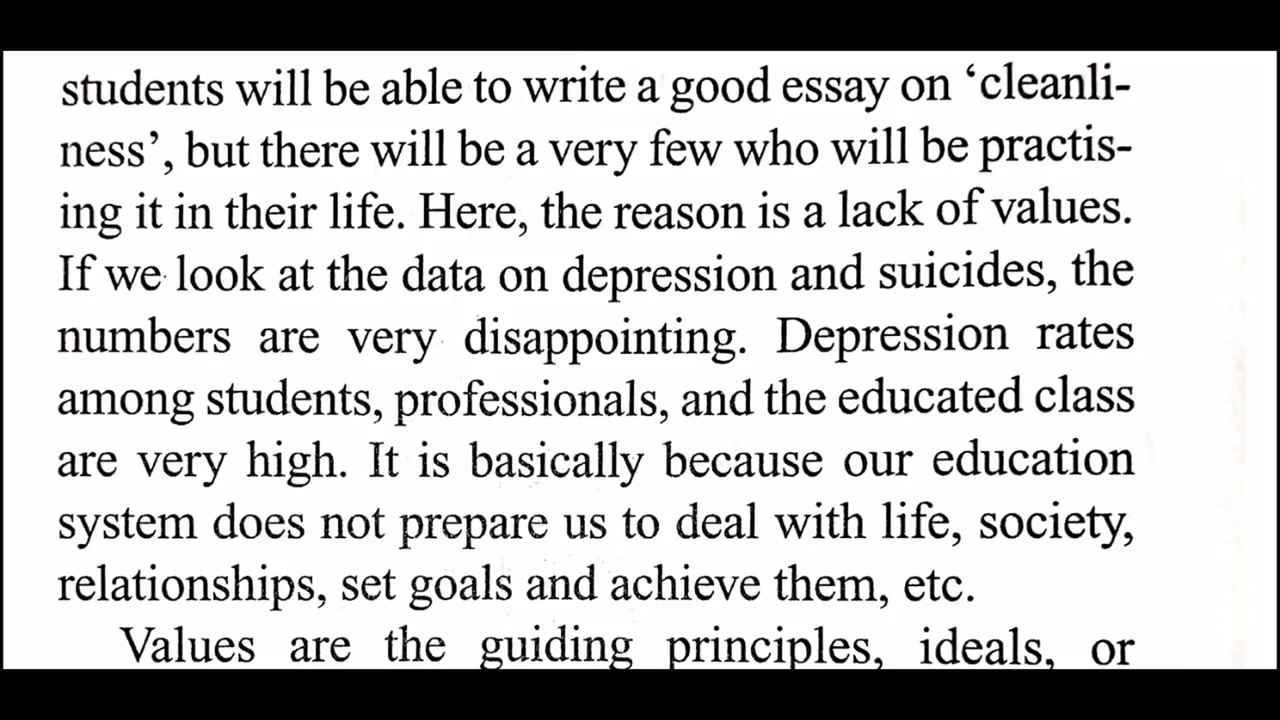 students will be able to write a good essay on ‘cleanli-
ness’, but there will be a very few who will be practis-
ing it in their life. Here, the reason is a lack of values.
If we look at the data on depression and suicides, the
numbers are very disappointing. Depression rates
among students, professionals, and the educated class
are very high. It is basically because our education
system does not prepare us to deal with life, society,
relationships, set goals and achieve them, etc.
Values are the guiding principles, ideals, or